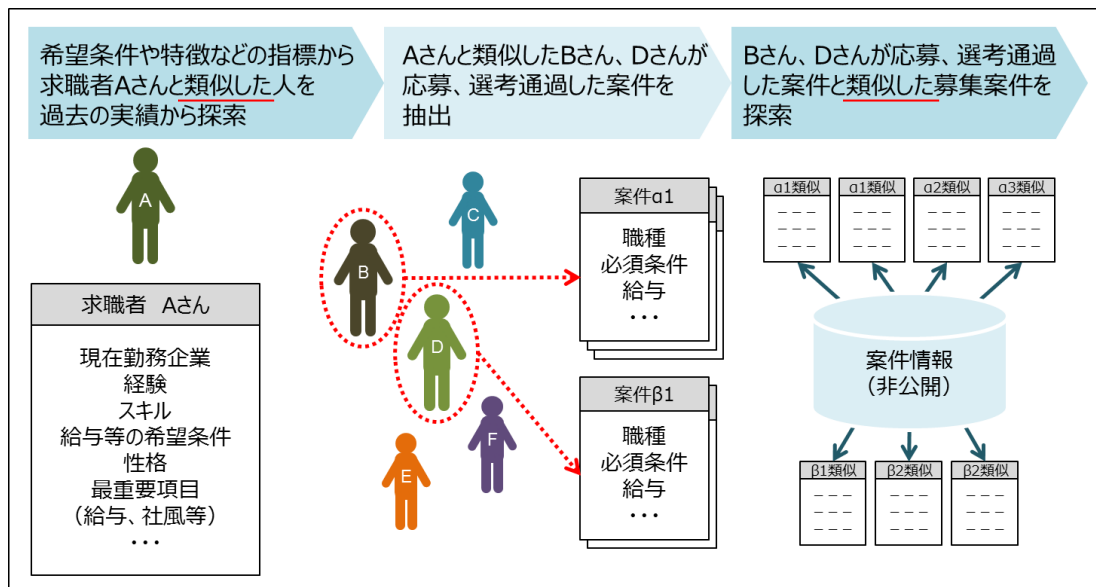 希望条件や特徴などの指標から
求職者Aさんと類似した人を
過去の実績から探索
Aさんと類似したBさん、Dさんが
応募、選考通過した案件を
抽出
Bさん、Dさんが応募、選考通過
した案件と類似した募集案件を
探索
A
求職者 Aさん
現在勤務企業
経験
スキル
給与等の希望条件
性格
最重要項目
（給与、社風等）
・・・
B
C
D
E
F
案件α1
職種
必須条件
給与
・・・
案件β1
職種
必須条件
給与
・・・
α1類似
α1類似
α2類似
α3類似
案件情報
（非公開）
β1類似
β2類似
β2類似